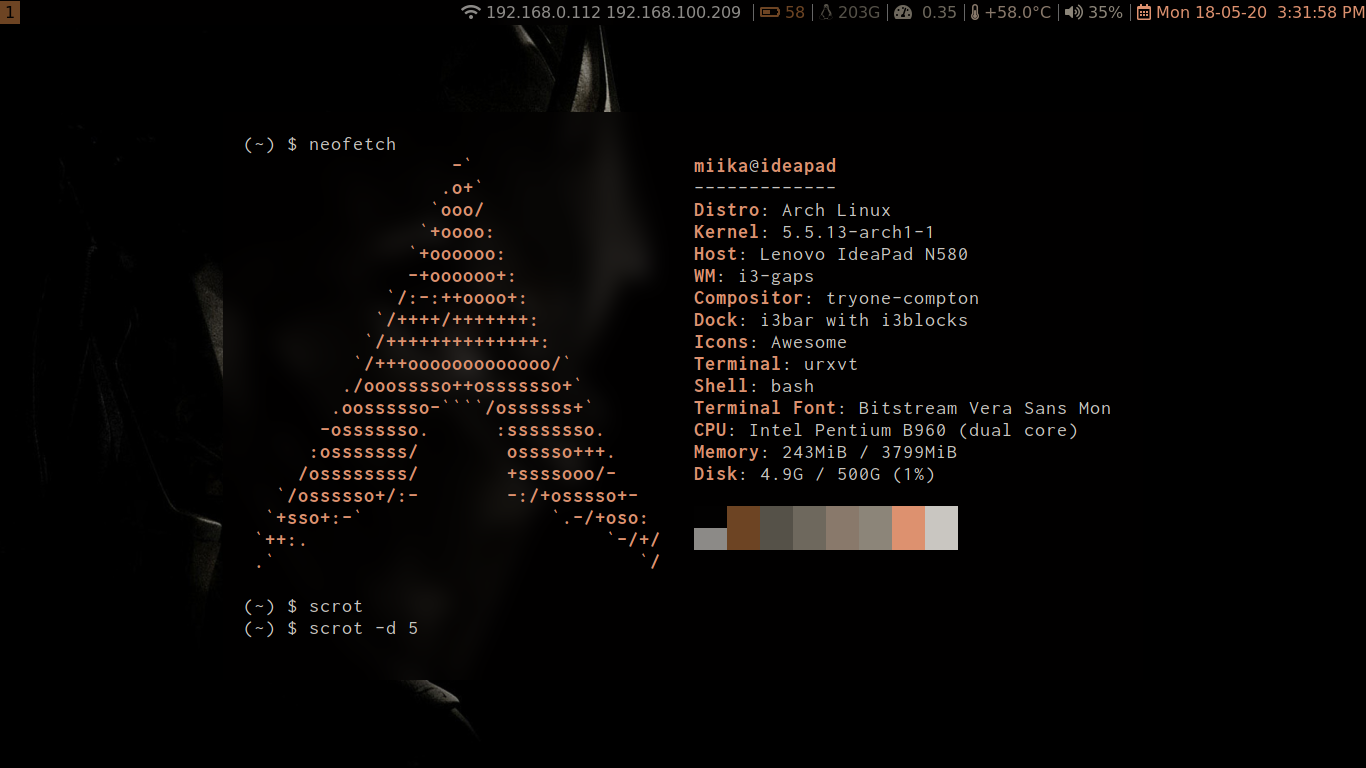 1 192.168.0.112 192.168.100.209 | 58 | 203G | 0.35 | +58.0°C | 35% | Mon 18-05-20 3:31:58 PM
(~) $ neofetch
-`
.o+`
`ooo/
`+oooo:
`+oooooo:
-+oooooo+:
`/:-:++oooo+:
`/++++/+++++++:
`/++++++++++++++:
`/+++ooooooooooooo/`
./ooosssso++osssssso+`
.oossssso-````/ossssss+`
-osssssso. :ssssssso.
:osssssss/ osssso+++.
/ossssssss/ +ssssooo/-
`/ossssso+/:- -:/+osssso+-
`+sso+:-` `.-/+oso:
`++:. `-/+/
.` `/
miika@ideapad
-------------
Distro: Arch Linux
Kernel: 5.5.13-arch1-1
Host: Lenovo IdeaPad N580
WM: i3-gaps
Compositor: tryone-compton
Dock: i3bar with i3blocks
Icons: Awesome
Terminal: urxvt
Shell: bash
Terminal Font: Bitstream Vera Sans Mon
CPU: Intel Pentium B960 (dual core)
Memory: 243MiB / 3799MiB
Disk: 4.9G / 500G (1%)
(~) $ scrot
(~) $ scrot -d 5